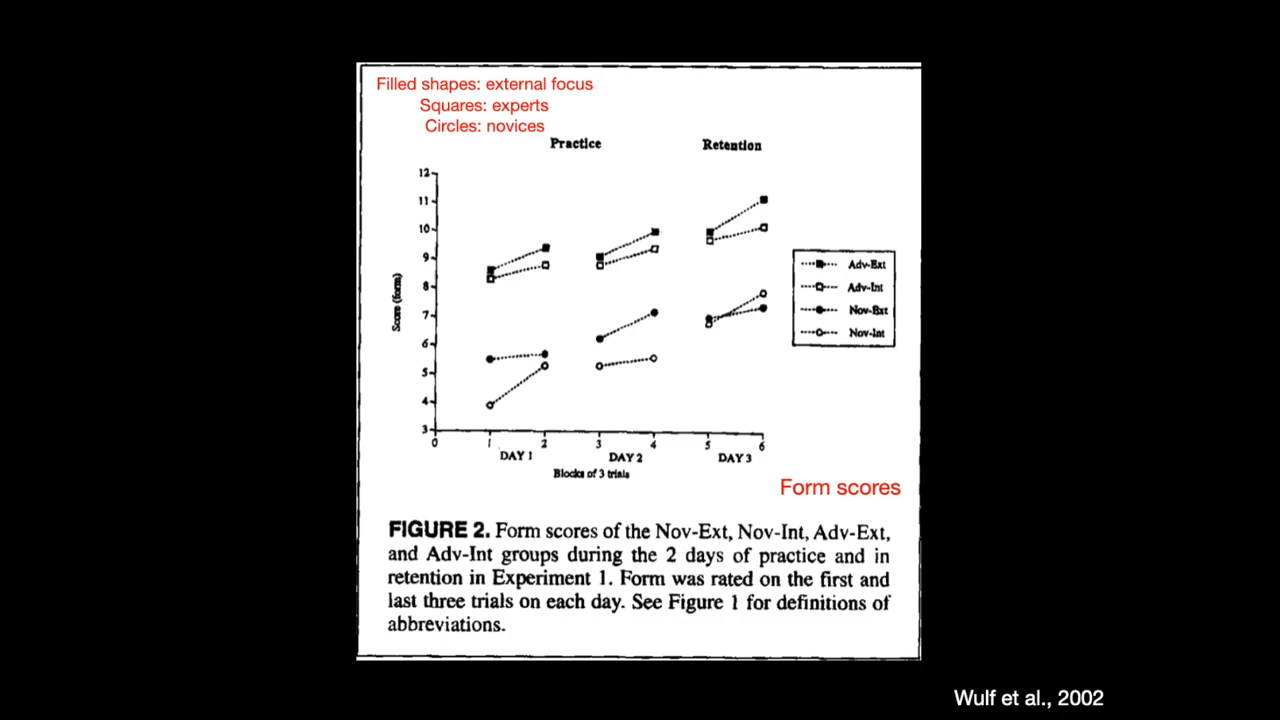 Filled shapes: external focus
Squares: experts
Circles: novices
Practice
Retention
12
11
10
9
8
7
6
5
4
3
Score (form)
0
1
2
3
4
5
6
DAY 1
DAY 2
DAY 3
Blocks of 3 trials
Adv-Ext
Adv-Int
Nov-Ext
Nov-Int
Form scores
FIGURE 2. Form scores of the Nov-Ext, Nov-Int, Adv-Ext,
and Adv-Int groups during the 2 days of practice and in
retention in Experiment 1. Form was rated on the first and
last three trials on each day. See Figure 1 for definitions of
abbreviations.
Wulf et al., 2002